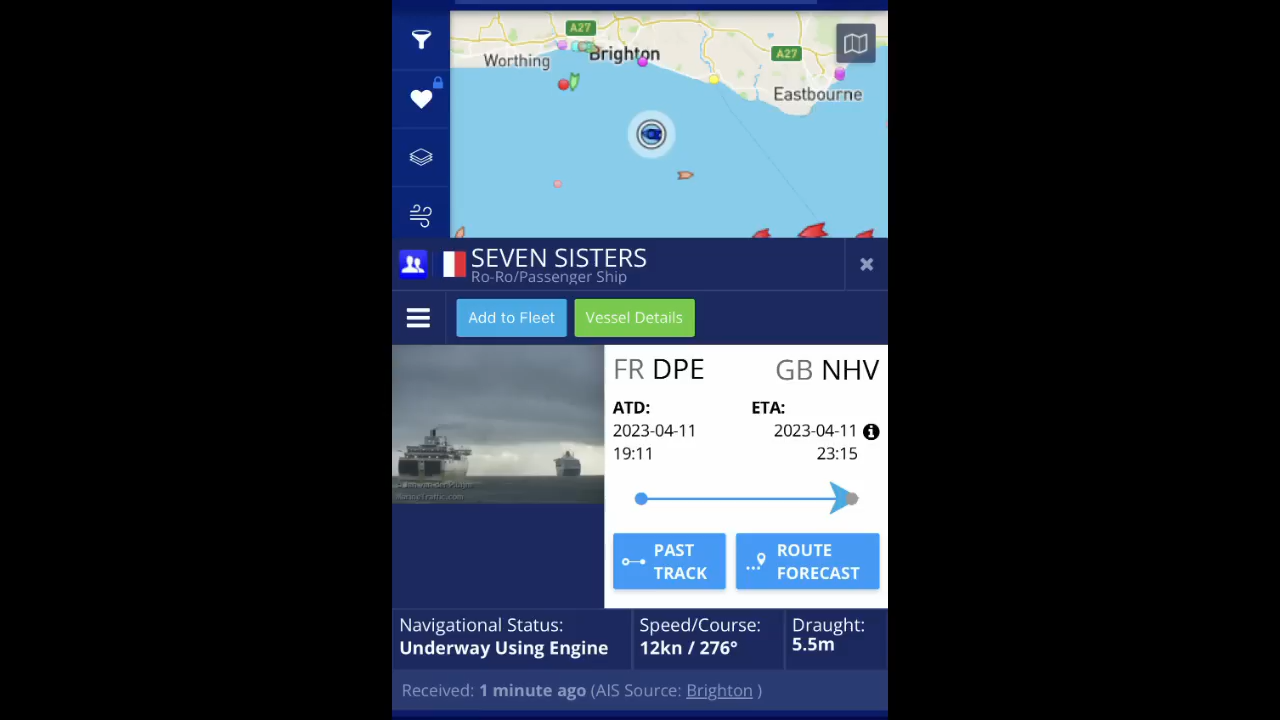 A27
Worthing
Brighton
A27
Eastbourne
SEVEN SISTERS
Ro-Ro/Passenger Ship
Add to Fleet
Vessel Details
FR DPE
GB NHV
ATD:
ETA:
2023-04-11
2023-04-11
19:11
23:15
PAST
TRACK
ROUTE
FORECAST
MarineTraffic.com
Navigational Status:
Underway Using Engine
Speed/Course:
12kn / 276°
Draught:
5.5m
Received: 1 minute ago (AIS Source: Brighton )